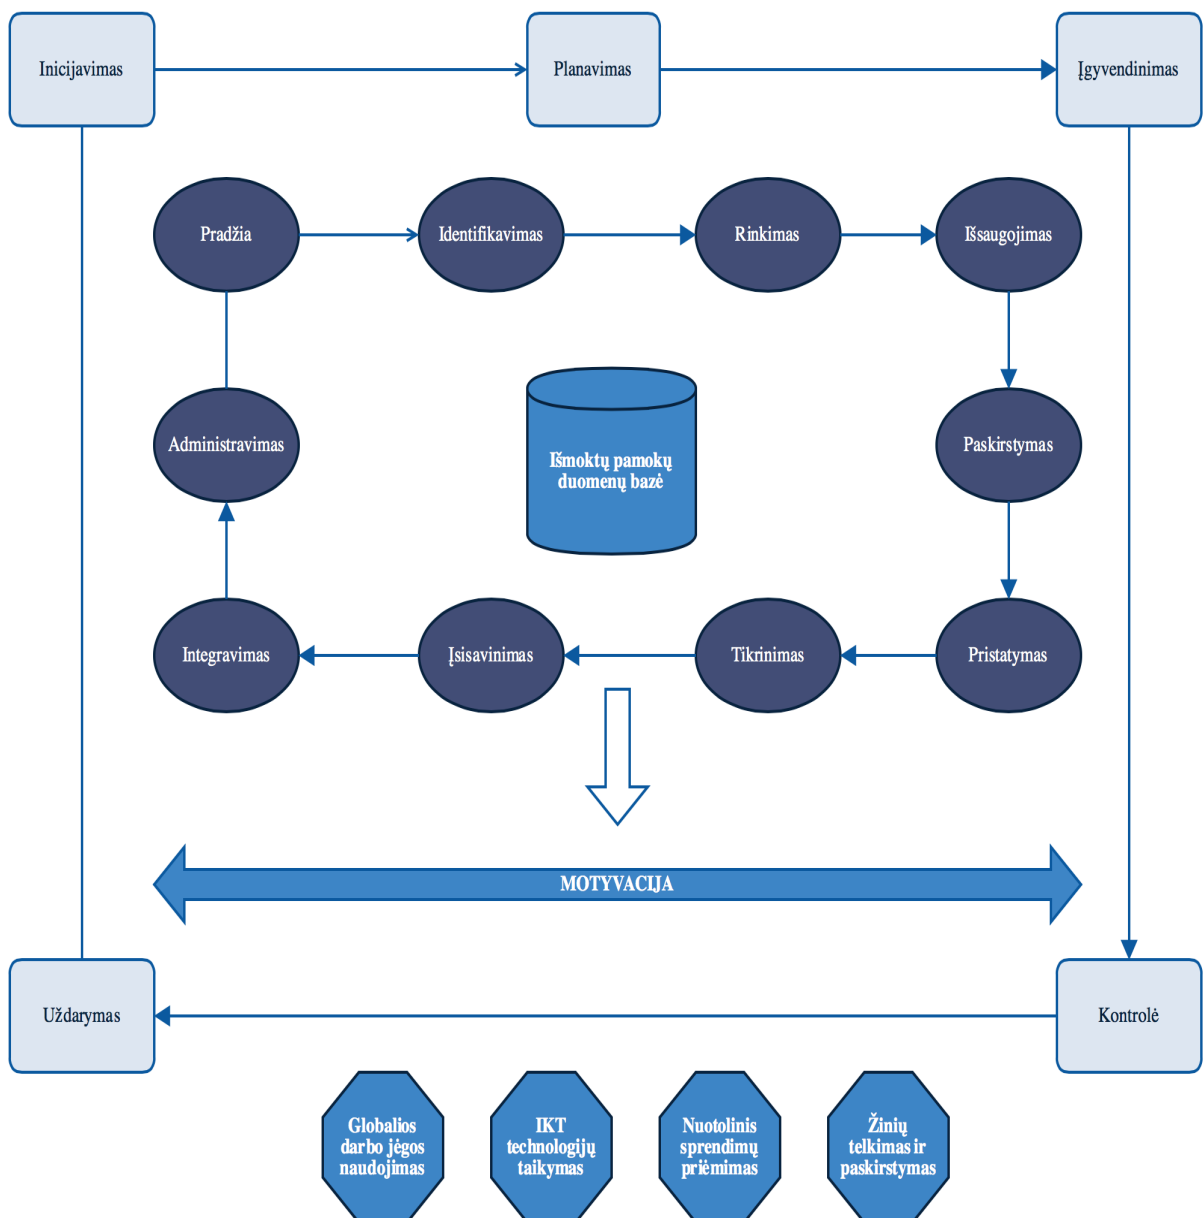 Inicijavimas
Planavimas
Įgyvendinimas
Pradžia
Identifikavimas
Rinkimas
Išsaugojimas
Administravimas
Išmoktų pamokų
duomenų bazė
Paskirstymas
Integravimas
Įsisavinimas
Tikrinimas
Pristatymas
MOTYVACIJA
Uždarymas
Kontrolė
Globalios
darbo jėgos
naudojimas
IKT
technologijų
taikymas
Nuotolinis
sprendimų
priėmimas
Žinių
telkimas ir
paskirstymas